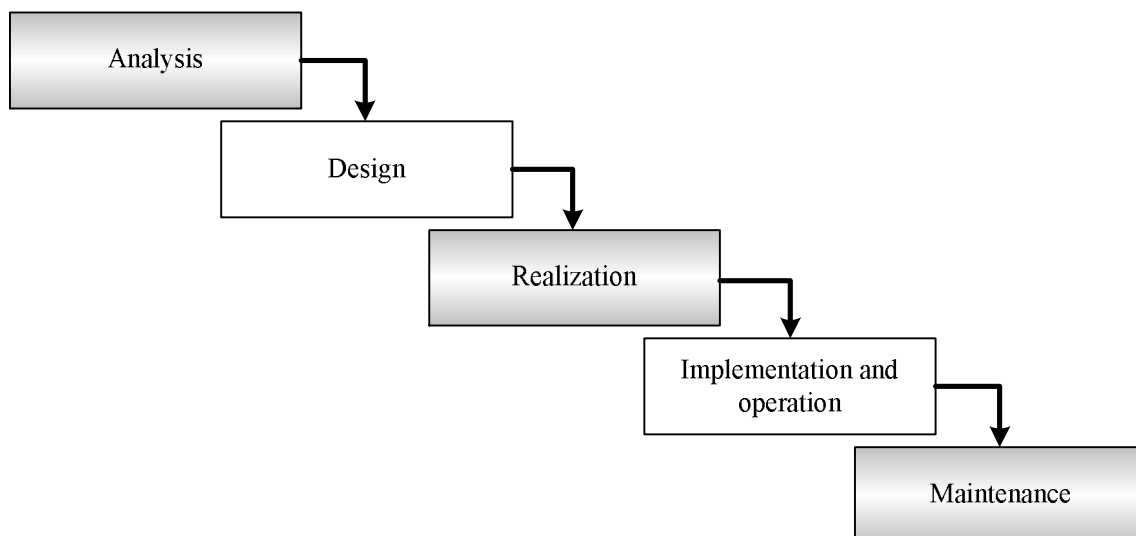 Analysis
Design
Realization
Implementation and
operation
Maintenance